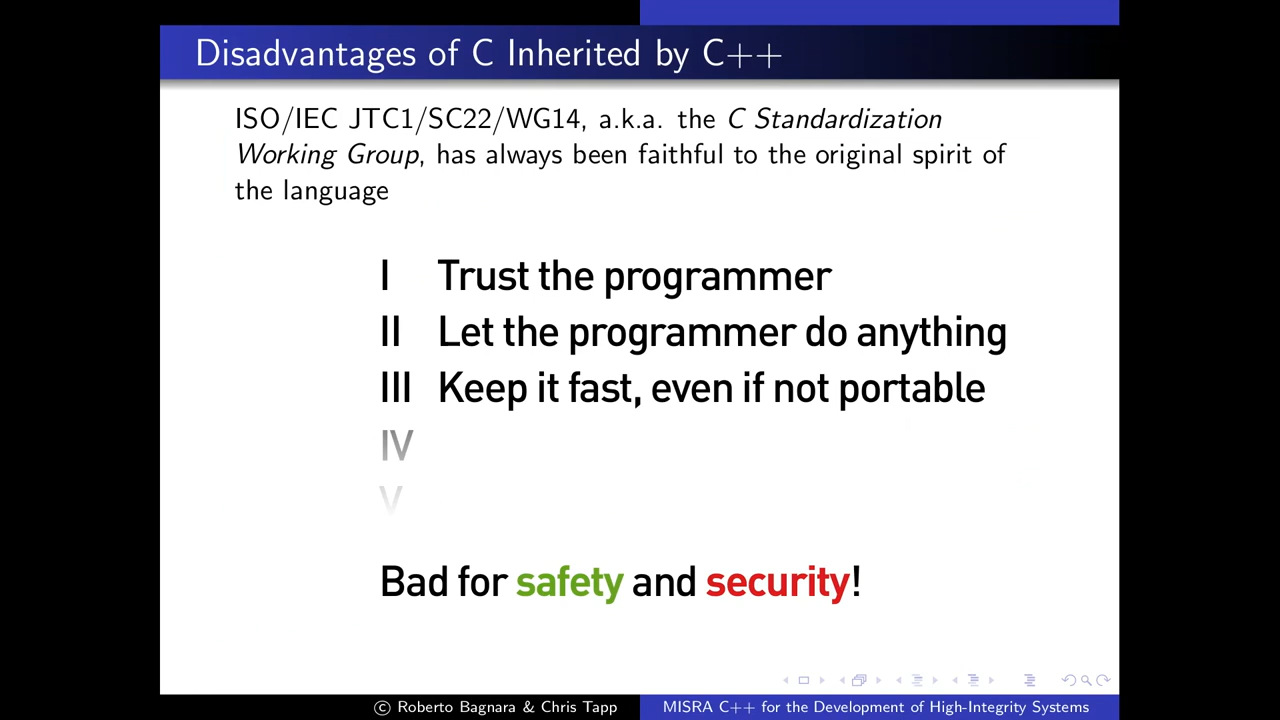 Disadvantages of C Inherited by C++
ISO/IEC JTC1/SC22/WG14, a.k.a. the C Standardization
Working Group, has always been faithful to the original spirit of
the language
I Trust the programmer
II Let the programmer do anything
III Keep it fast, even if not portable
IV
V
Bad for safety and security!
© Roberto Bagnara & Chris Tapp
MISRA C++ for the Development of High-Integrity Systems